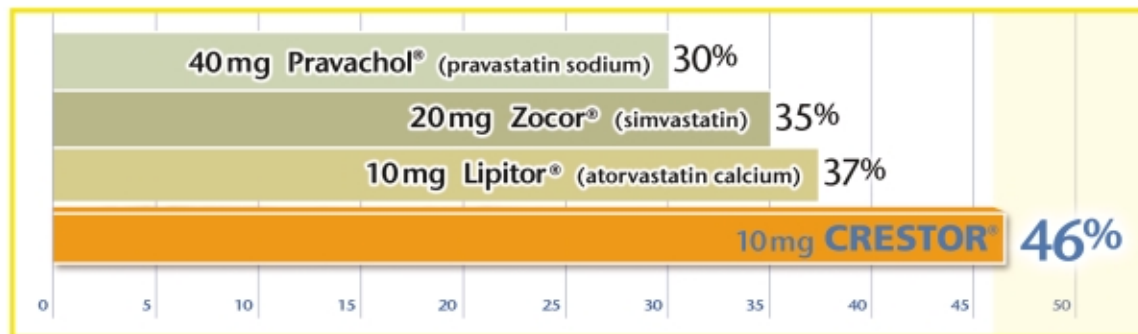 40 mg Pravachol® (pravastatin sodium) 30%
20 mg Zocor® (simvastatin) 35%
10 mg Lipitor® (atorvastatin calcium) 37%
10 mg CRESTOR® 46%
0 5 10 15 20 25 30 35 40 45 50